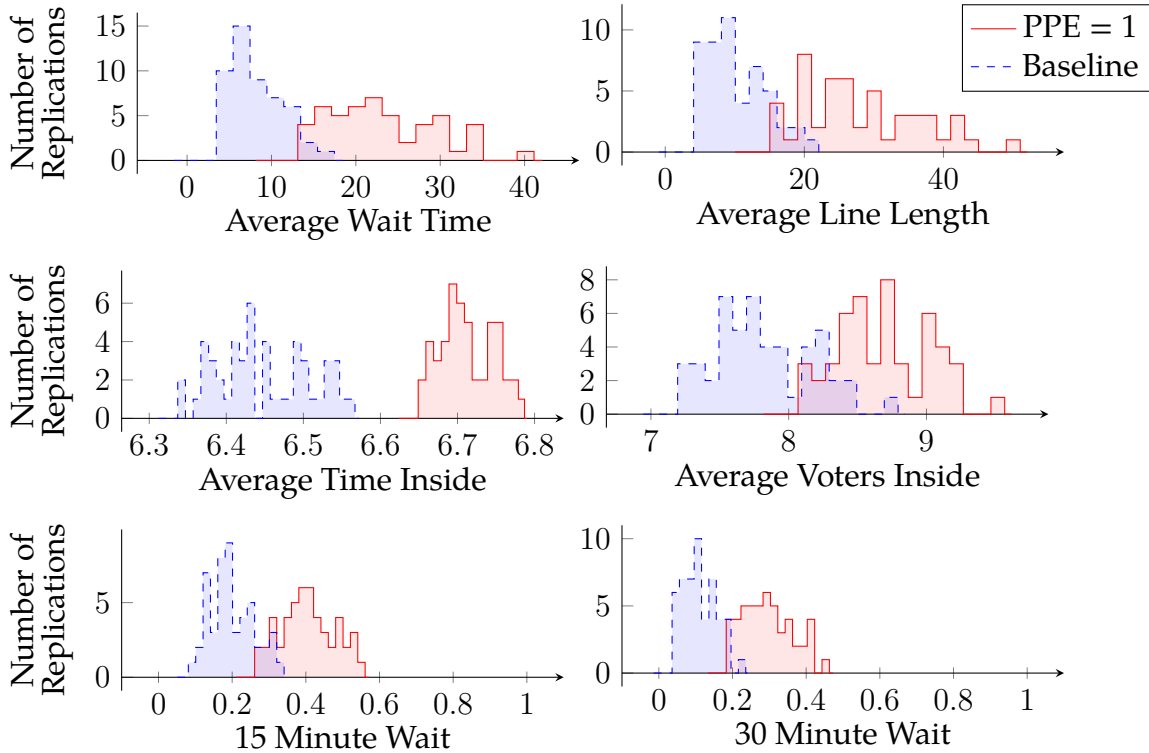 Number of
Replications
15
10
5
0
0 10 20 30 40
Average Wait Time
10
5
0
0 20 40
Average Line Length
PPE = 1
Baseline
Number of
Replications
6
4
2
0
6.3 6.4 6.5 6.6 6.7 6.8
Average Time Inside
8
6
4
2
0
7 8 9
Average Voters Inside
Number of
Replications
5
0
0 0.2 0.4 0.6 0.8 1
15 Minute Wait
10
5
0
0 0.2 0.4 0.6 0.8 1
30 Minute Wait